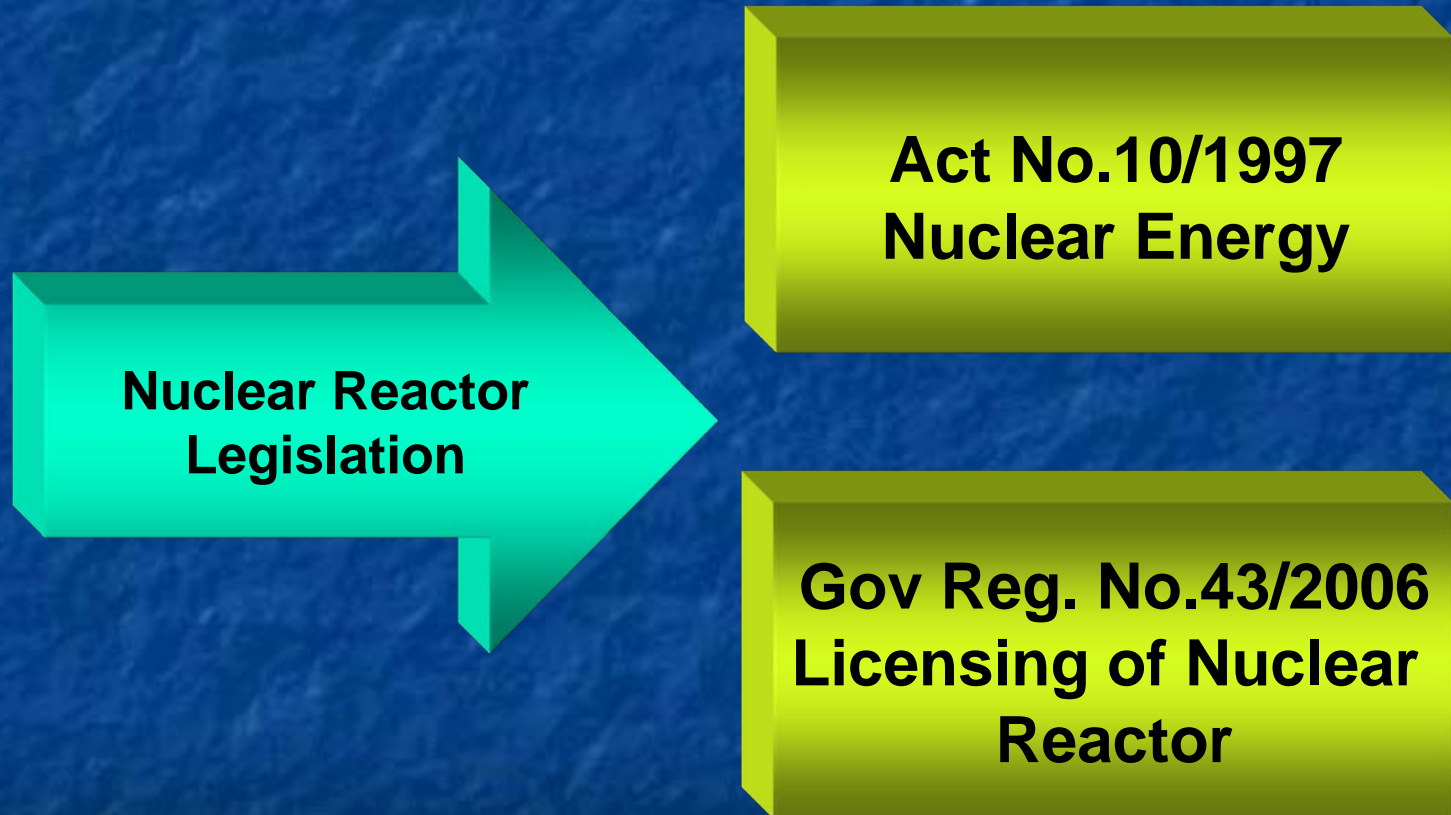 Nuclear Reactor
Legislation
Act No.10/1997
Nuclear Energy
Gov Reg. No.43/2006
Licensing of Nuclear
Reactor